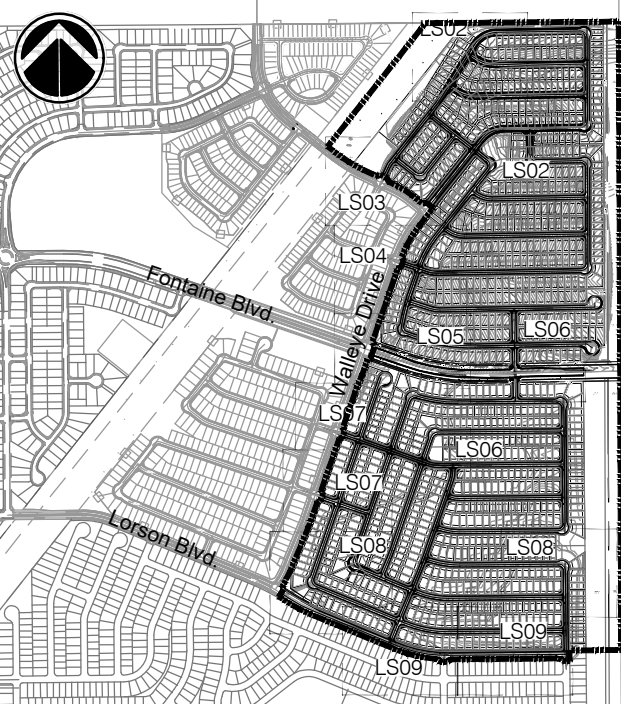 LS02
LS02
LS03
LS04
Fontaine Blvd.
Walleye Drive
LS05
LS06
LS07
LS06
LS07
Lorson Blvd.
LS08
LS08
LS09
LS09